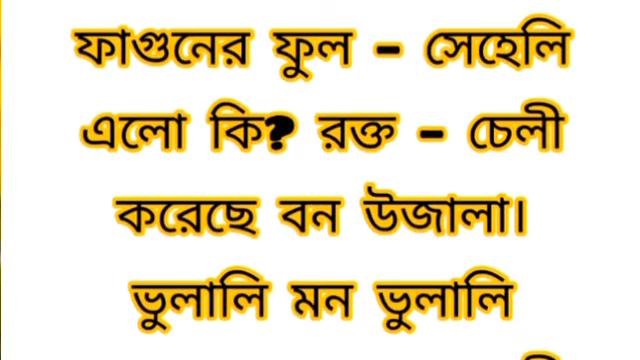 ফাগুনের ফুল - সেহেলি
এলো কি? রক্ত - চেলী
করেছে বন উজালা।
ভুলালি মন ভুলালি